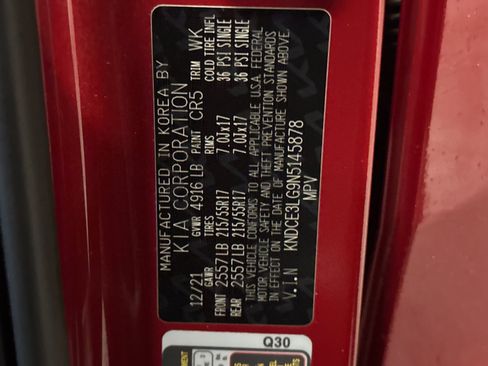 MANUFACTURED IN KOREA BY
KIA CORPORATION
12/21 GVWR 4,916 LB PAINT CR5 TRIM WK
GAWR TIRES RIMS COLD TIRE INFL
FRONT 2557LB 215/55R17 7.0Jx17 36 PSI SINGLE
REAR 2557LB 215/55R17 7.0Jx17 36 PSI SINGLE
THIS VEHICLE CONFORMS TO ALL APPLICABLE U.S.A. FEDERAL
MOTOR VEHICLE SAFETY AND THEFT PREVENTION STANDARDS
IN EFFECT ON THE DATE OF MANUFACTURE SHOWN ABOVE.
V.I.N KNDCE3LG9N5145878
MPV
Q30